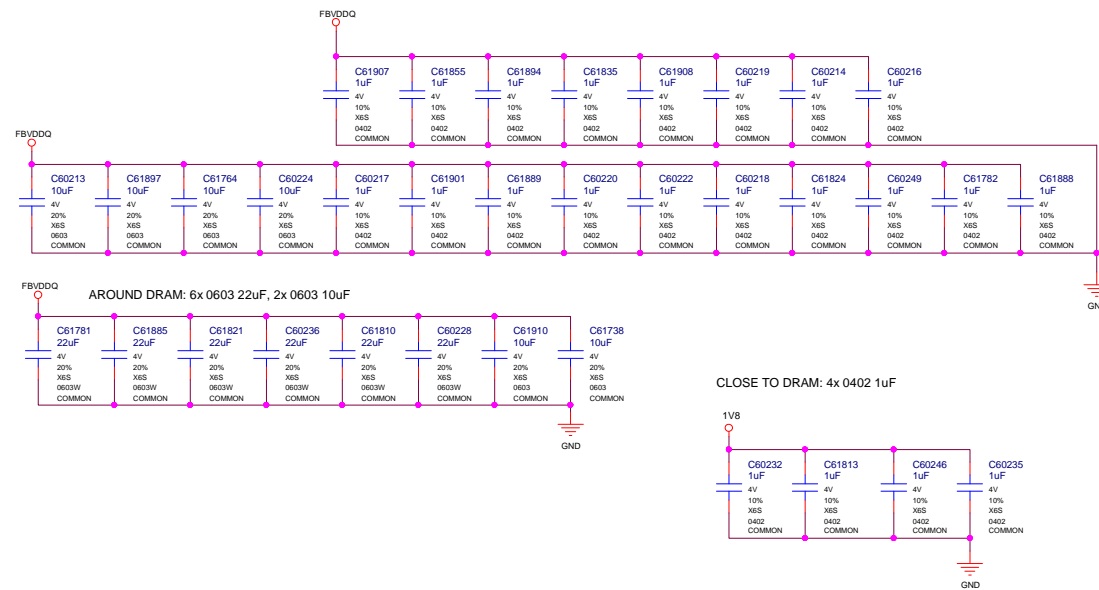 FBVDDQ
C61907 C61855 C61894 C61835 C61908 C60219 C60214 C60216
1uF 1uF 1uF 1uF 1uF 1uF 1uF 1uF
4V 4V 4V 4V 4V 4V 4V 4V
10% 10% 10% 10% 10% 10% 10% 10%
X6S X6S X6S X6S X6S X6S X6S X6S
0402 0402 0402 0402 0402 0402 0402 0402
COMMON COMMON COMMON COMMON COMMON COMMON COMMON COMMON
FBVDDQ
C60213 C61897 C61764 C60224 C60217 C61901 C61889 C60220 C60222 C60218 C61824 C60249 C61782 C61888
10uF 10uF 10uF 10uF 1uF 1uF 1uF 1uF 1uF 1uF 1uF 1uF 1uF 1uF
4V 4V 4V 4V 4V 4V 4V 4V 4V 4V 4V 4V 4V 4V
20% 20% 20% 20% 10% 10% 10% 10% 10% 10% 10% 10% 10% 10%
X6S X6S X6S X6S X6S X6S X6S X6S X6S X6S X6S X6S X6S X6S
0603 0603 0603 0603 0402 0402 0402 0402 0402 0402 0402 0402 0402 0402
COMMON COMMON COMMON COMMON COMMON COMMON COMMON COMMON COMMON COMMON COMMON COMMON COMMON COMMON
FBVDDQ
AROUND DRAM: 6x 0603 22uF, 2x 0603 10uF
C61781 C61885 C61821 C60236 C61810 C60228 C61910 C61738
22uF 22uF 22uF 22uF 22uF 22uF 10uF 10uF
4V 4V 4V 4V 4V 4V 4V 4V
20% 20% 20% 20% 20% 20% 20% 20%
X6S X6S X6S X6S X6S X6S X6S X6S
0603W 0603W 0603W 0603W 0603W 0603W 0603 0603
COMMON COMMON COMMON COMMON COMMON COMMON COMMON COMMON
GND
CLOSE TO DRAM: 4x 0402 1uF
1V8
C60232 C61813 C60246 C60235
1uF 1uF 1uF 1uF
4V 4V 4V 4V
10% 10% 10% 10%
X6S X6S X6S X6S
0402 0402 0402 0402
COMMON COMMON COMMON COMMON
GND